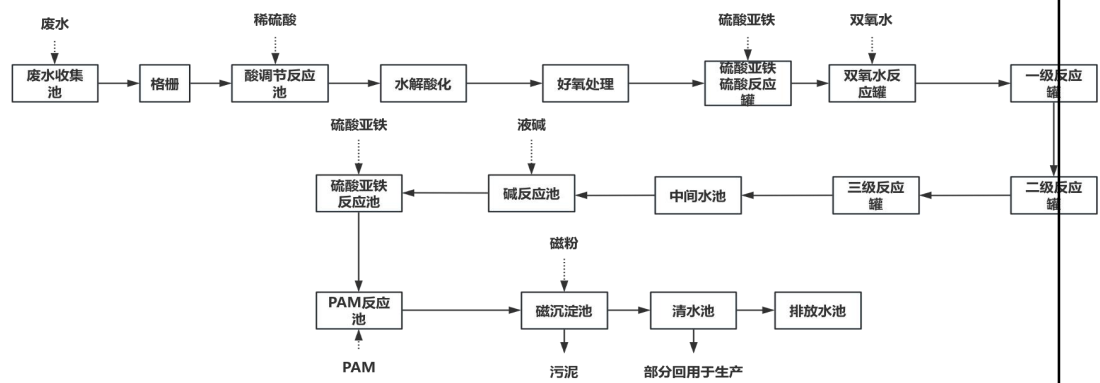 废水
稀硫酸
硫酸亚铁
双氧水
废水收集
池
格栅
酸调节反应
池
水解酸化
好氧处理
硫酸亚铁
硫酸反应
罐
双氧水反
应罐
一级反应
罐
硫酸亚铁
液碱
硫酸亚铁
反应池
碱反应池
中间水池
三级反应
罐
二级反应
罐
磁粉
PAM反应
池
磁沉淀池
清水池
排放水池
PAM
污泥
部分回用于生产